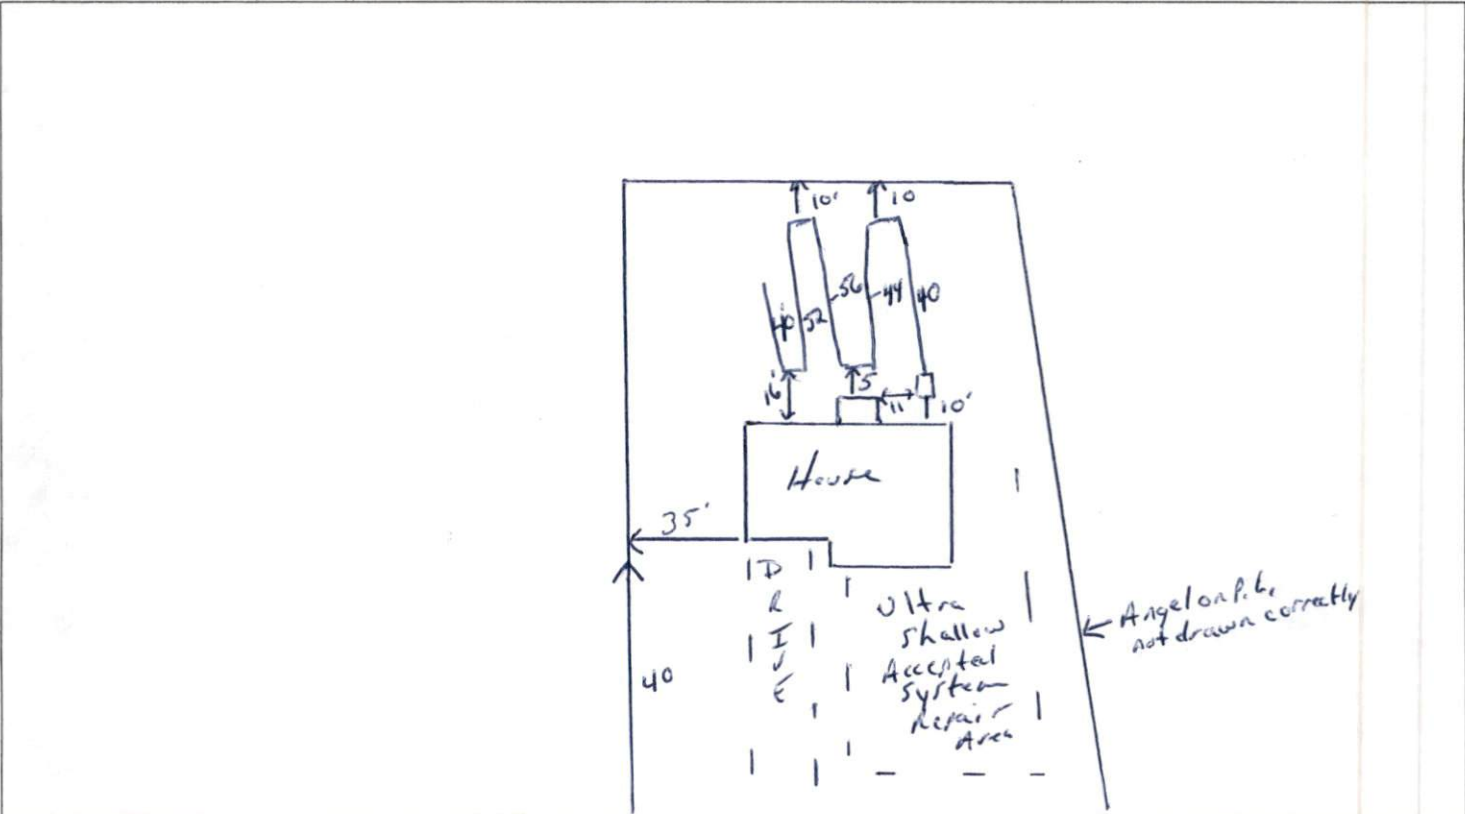 10'
10
56
44
40
40
52
16'
5
11'
10'
House
35'
DRIVE
40
Ultra
Shallow
Accepted
System
Repair
Area
Angel on P.L.
not drawn correctly